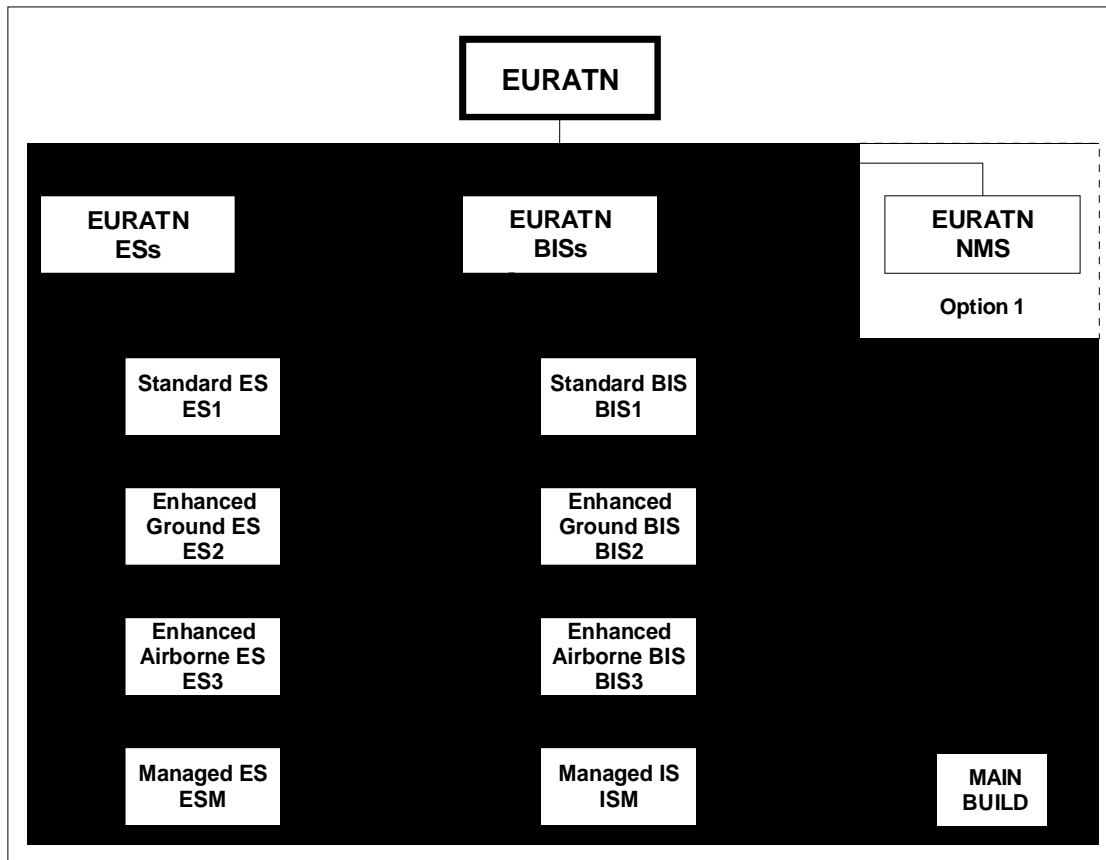 EURATN
EURATN
ESs
EURATN
BISs
EURATN
NMS
Option 1
Standard ES
ES1
Standard BIS
BIS1
Enhanced
Ground ES
ES2
Enhanced
Ground BIS
BIS2
Enhanced
Airborne ES
ES3
Enhanced
Airborne BIS
BIS3
Managed ES
ESM
Managed IS
ISM
MAIN
BUILD